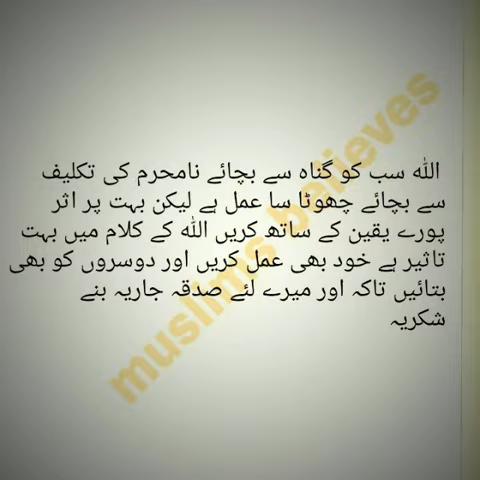 اللّٰہ سب کو گناہ سے بچائے نامحرم کی تکلیف
سے بچائے چھوٹا سا عمل ہے لیکن بہت پر اثر
پورے یقین کے ساتھ کریں اللّٰہ کے کلام میں بہت
تاثیر ہے خود بھی عمل کریں اور دوسروں کو بھی
بتائیں تاکہ اور میرے لئے صدقہ جاریہ بنے
شکریہ
muslims believes